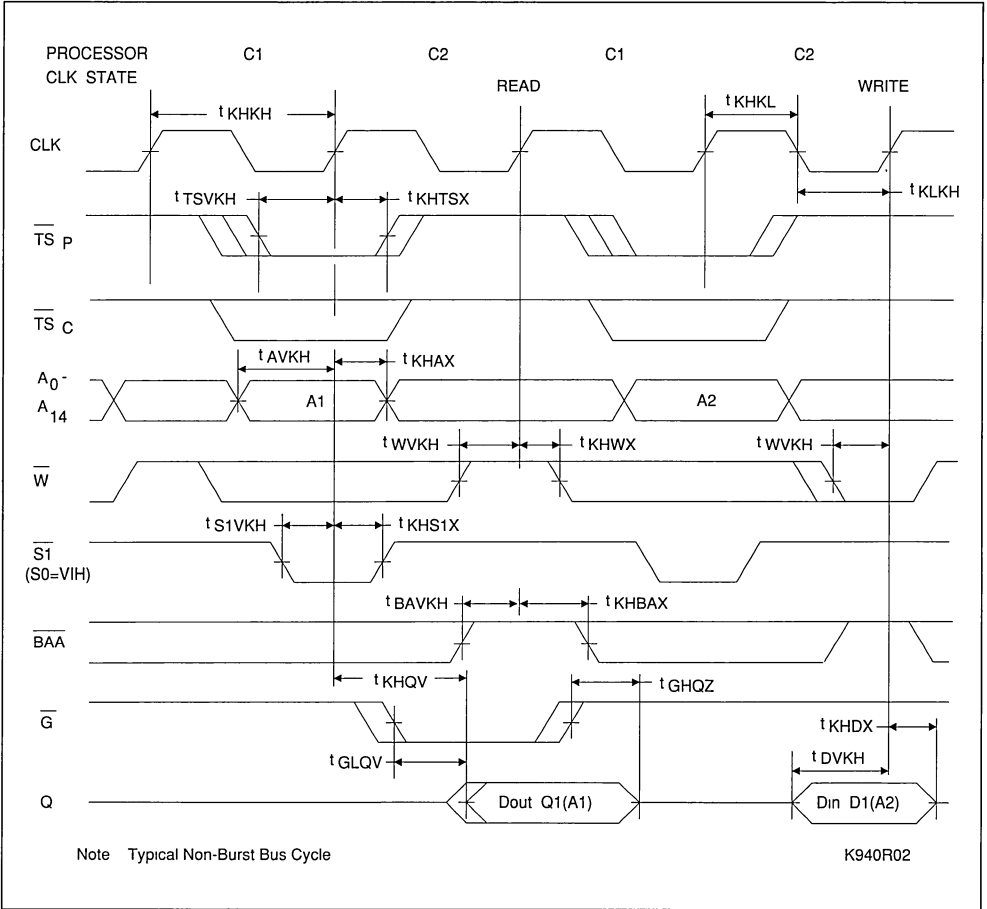 PROCESSOR CLK STATE
C1 C2 C1 C2
READ WRITE
t KHKH t KHKL
CLK
t TSVKH t KHTSX t KLKH
TS P
TS C
t AVKH t KHAX
A0 - A14
A1 A2
t WVKH t KHWX t WVKH
W
t S1VKH t KHS1X
S1
(S0=VIH)
t BAVKH t KHBAX
BAA
t KHQV t GHQZ
G
t KHDX
t GLQV t DVKH
Q Dout Q1(A1) Din D1(A2)
Note Typical Non-Burst Bus Cycle K940R02